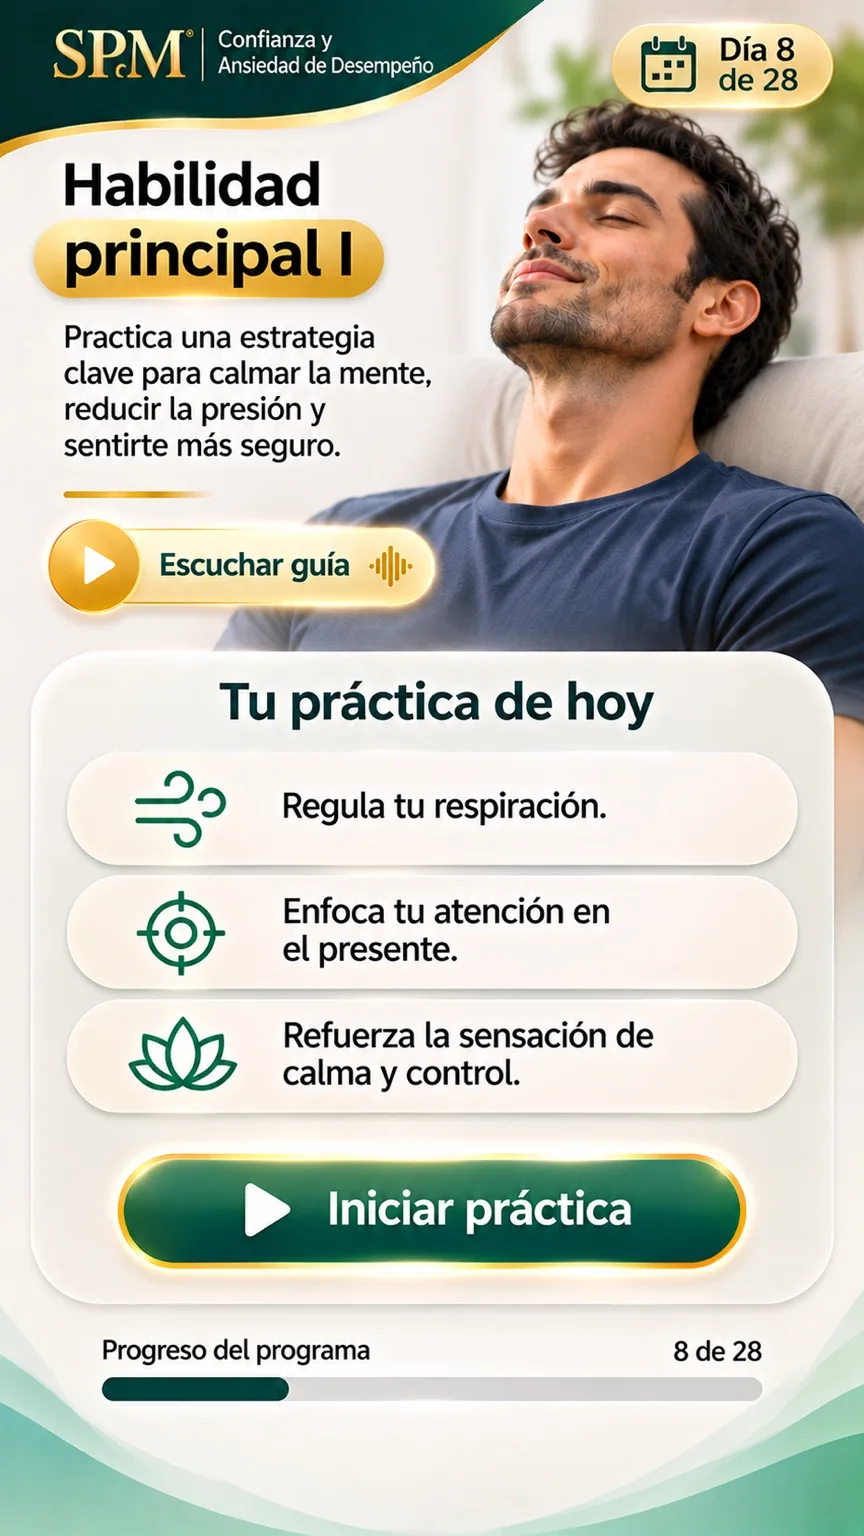 SPcM®
Confianza y
Ansiedad de Desempeño
Día 8
de 28
Habilidad
principal I
Practica una estrategia
clave para calmar la mente,
reducir la presión y
sentirte más seguro.
Escuchar guía
Tu práctica de hoy
Regula tu respiración.
Enfoca tu atención en
el presente.
Refuerza la sensación de
calma y control.
Iniciar práctica
Progreso del programa
8 de 28